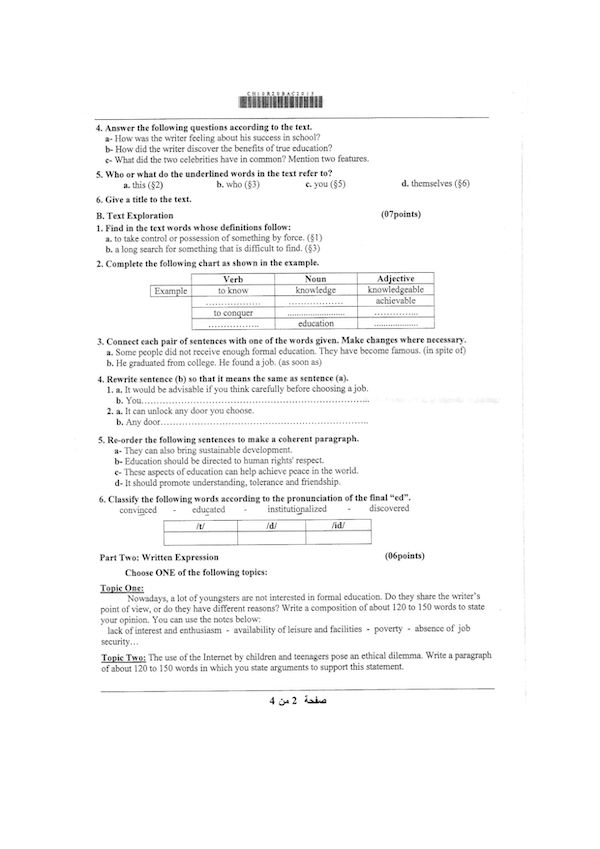 CH10R20BAC2015
4. Answer the following questions according to the text.
a- How was the writer feeling about his success in school?
b- How did the writer discover the benefits of true education?
c- What did the two celebrities have in common? Mention two features.
5. Who or what do the underlined words in the text refer to?
a. this (§2) b. who (§3) c. you (§5) d. themselves (§6)
6. Give a title to the text.
B. Text Exploration (07points)
1. Find in the text words whose definitions follow:
a. to take control or possession of something by force. (§1)
b. a long search for something that is difficult to find. (§3)
2. Complete the following chart as shown in the example.
Verb Noun Adjective
Example to know knowledge knowledgeable
.................. .................. achievable
to conquer ........................ ...............
................. education ...................
3. Connect each pair of sentences with one of the words given. Make changes where necessary.
a. Some people did not receive enough formal education. They have become famous. (in spite of)
b. He graduated from college. He found a job. (as soon as)
4. Rewrite sentence (b) so that it means the same as sentence (a).
1. a. It would be advisable if you think carefully before choosing a job.
b. You..........................................................................
2. a. It can unlock any door you choose.
b. Any door....................................................................
5. Re-order the following sentences to make a coherent paragraph.
a- They can also bring sustainable development.
b- Education should be directed to human rights' respect.
c- These aspects of education can help achieve peace in the world.
d- It should promote understanding, tolerance and friendship.
6. Classify the following words according to the pronunciation of the final “ed”.
convinced - educated - institutionalized - discovered
/t/ /d/ /id/
Part Two: Written Expression (06points)
Choose ONE of the following topics:
Topic One:
Nowadays, a lot of youngsters are not interested in formal education. Do they share the writer's
point of view, or do they have different reasons? Write a composition of about 120 to 150 words to state
your opinion. You can use the notes below:
lack of interest and enthusiasm - availability of leisure and facilities - poverty - absence of job
security…
Topic Two: The use of the Internet by children and teenagers pose an ethical dilemma. Write a paragraph
of about 120 to 150 words in which you state arguments to support this statement.
صفحة 2 من 4